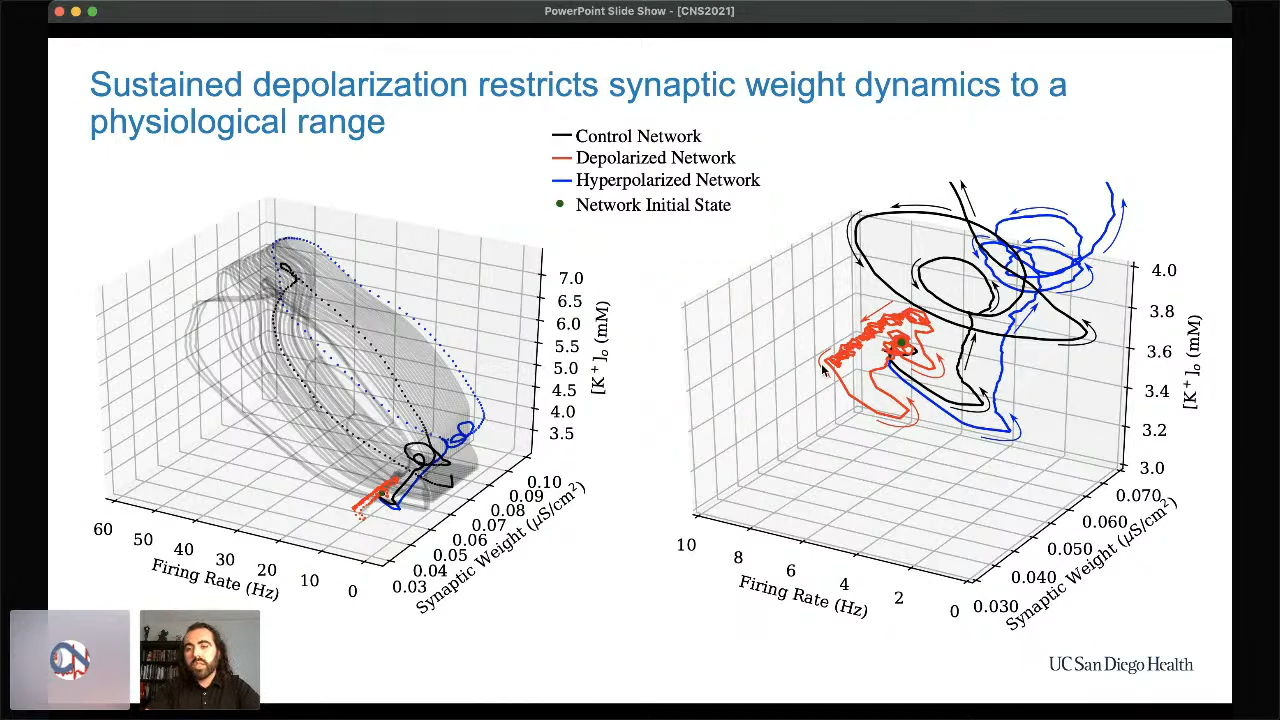 PowerPoint Slide Show - [CNS2021]
Sustained depolarization restricts synaptic weight dynamics to a
physiological range
Control Network
Depolarized Network
Hyperpolarized Network
Network Initial State
7.0
6.5
6.0
5.5
5.0
4.5
4.0
3.5
[K⁺]ₒ (mM)
0.10
0.09
0.08
0.07
0.06
0.05
0.04
0.03
Synaptic Weight (μS/cm²)
60
50
40
30
20
10
0
Firing Rate (Hz)
4.0
3.8
3.6
3.4
3.2
3.0
[K⁺]ₒ (mM)
0.070
0.060
0.050
0.040
0.030
Synaptic Weight (μS/cm²)
10
8
6
4
2
0
Firing Rate (Hz)
UC San Diego Health